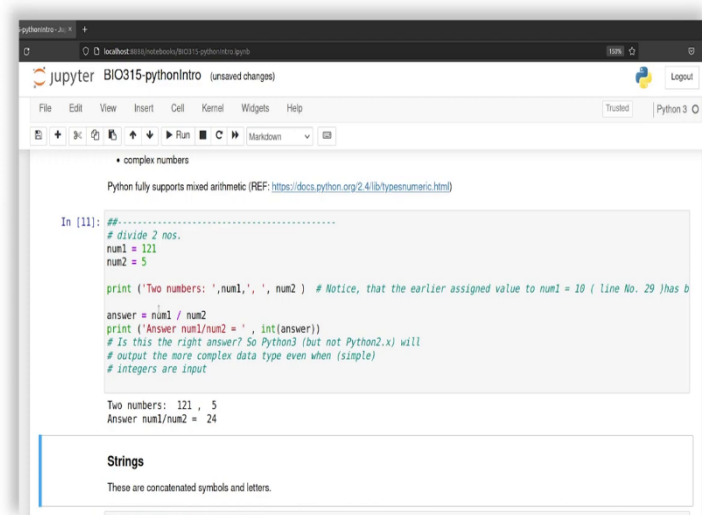 -pythonIntro - Ju
localhost:8888/notebooks/BIO315-pythonIntro.ipynb
150%
jupyter BIO315-pythonIntro (unsaved changes)
Logout
File Edit View Insert Cell Kernel Widgets Help
Trusted
Python 3
Run
Markdown
• complex numbers
Python fully supports mixed arithmetic (REF: https://docs.python.org/2.4/lib/typesnumeric.html)
In [11]: ##--------------------------------------------
# divide 2 nos.
num1 = 121
num2 = 5
print ('Two numbers: ',num1,', ', num2 ) # Notice, that the earlier assigned value to num1 = 10 ( line No. 29 )has b
answer = num1 / num2
print ('Answer num1/num2 = ' , int(answer))
# Is this the right answer? So Python3 (but not Python2.x) will
# output the more complex data type even when (simple)
# integers are input
Two numbers: 121 , 5
Answer num1/num2 = 24
Strings
These are concatenated symbols and letters.